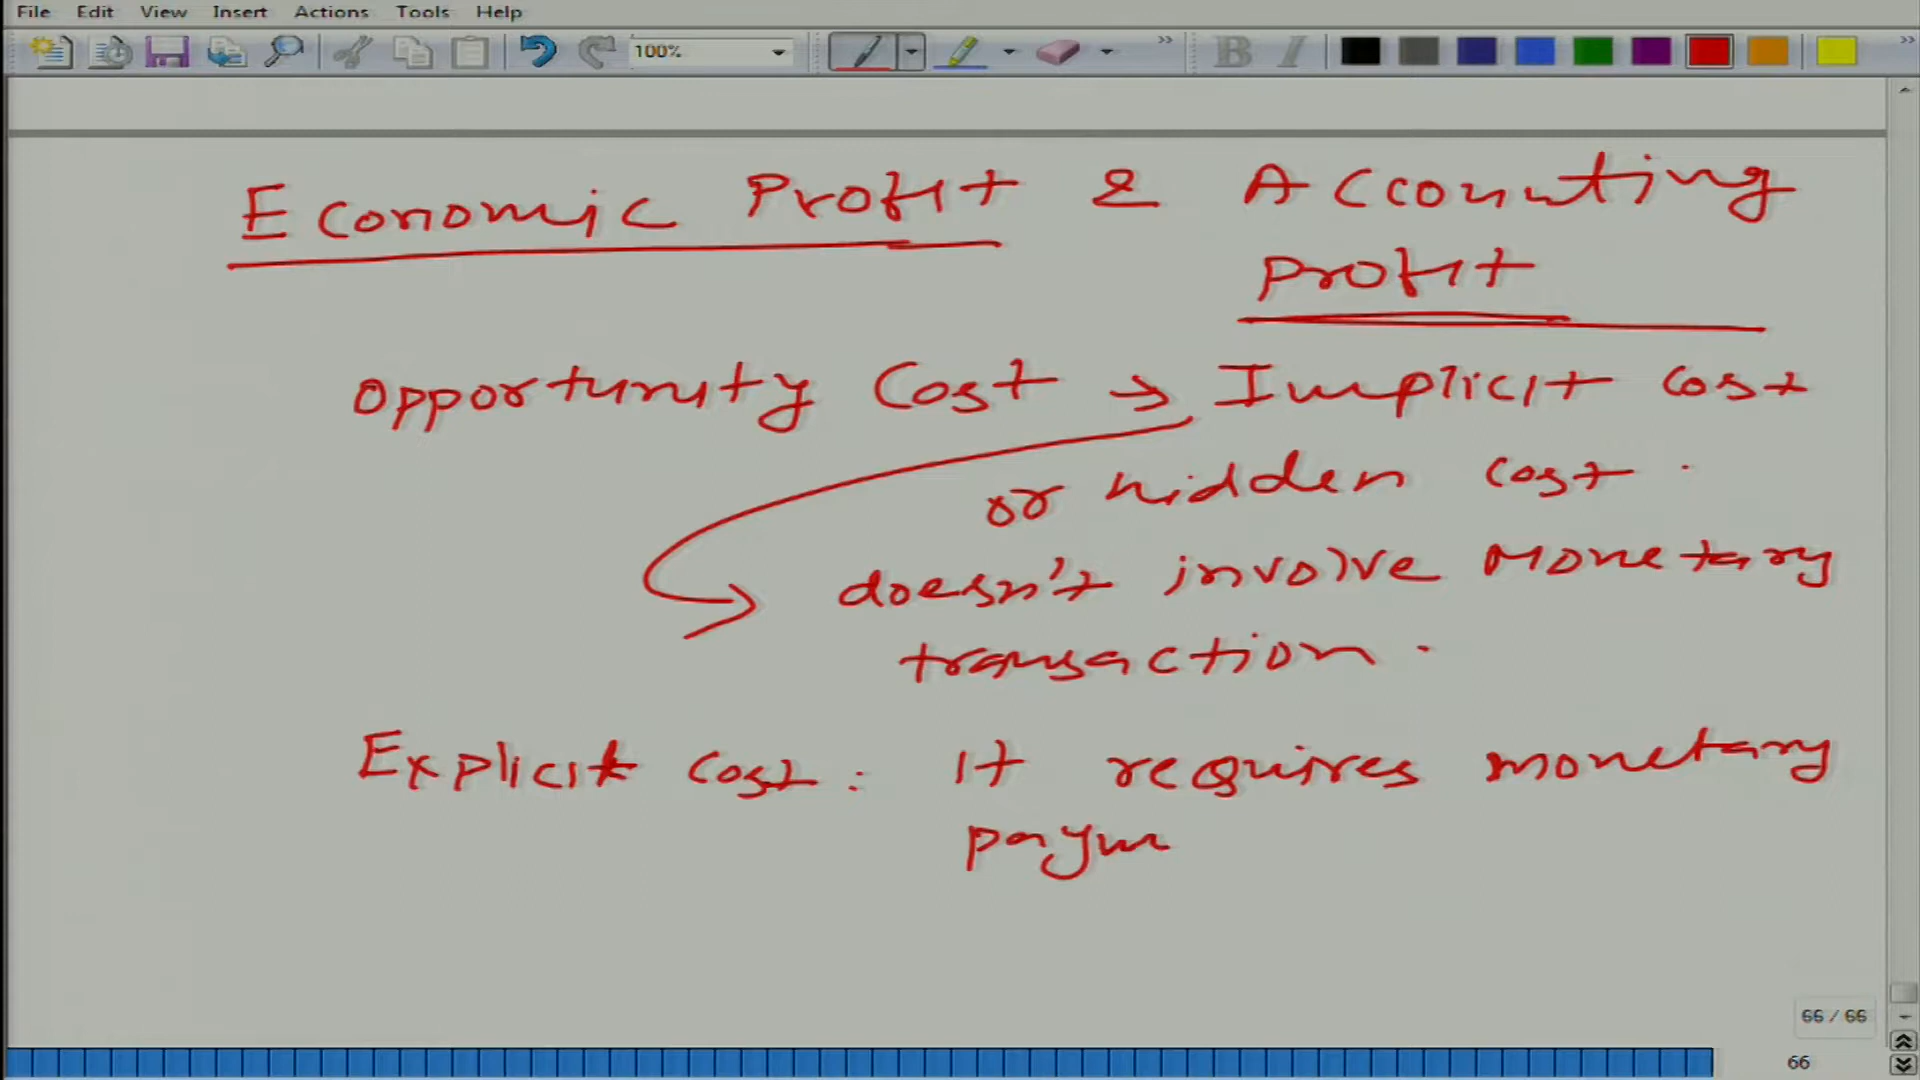 File Edit View Insert Actions Tools Help
100%
Economic Profit & Accounting
Profit
Opportunity Cost → Implicit cost
or hidden cost.
doesn't involve Monetary
transaction.
Explicit cost: it requires monetary
paym
66 / 66
66